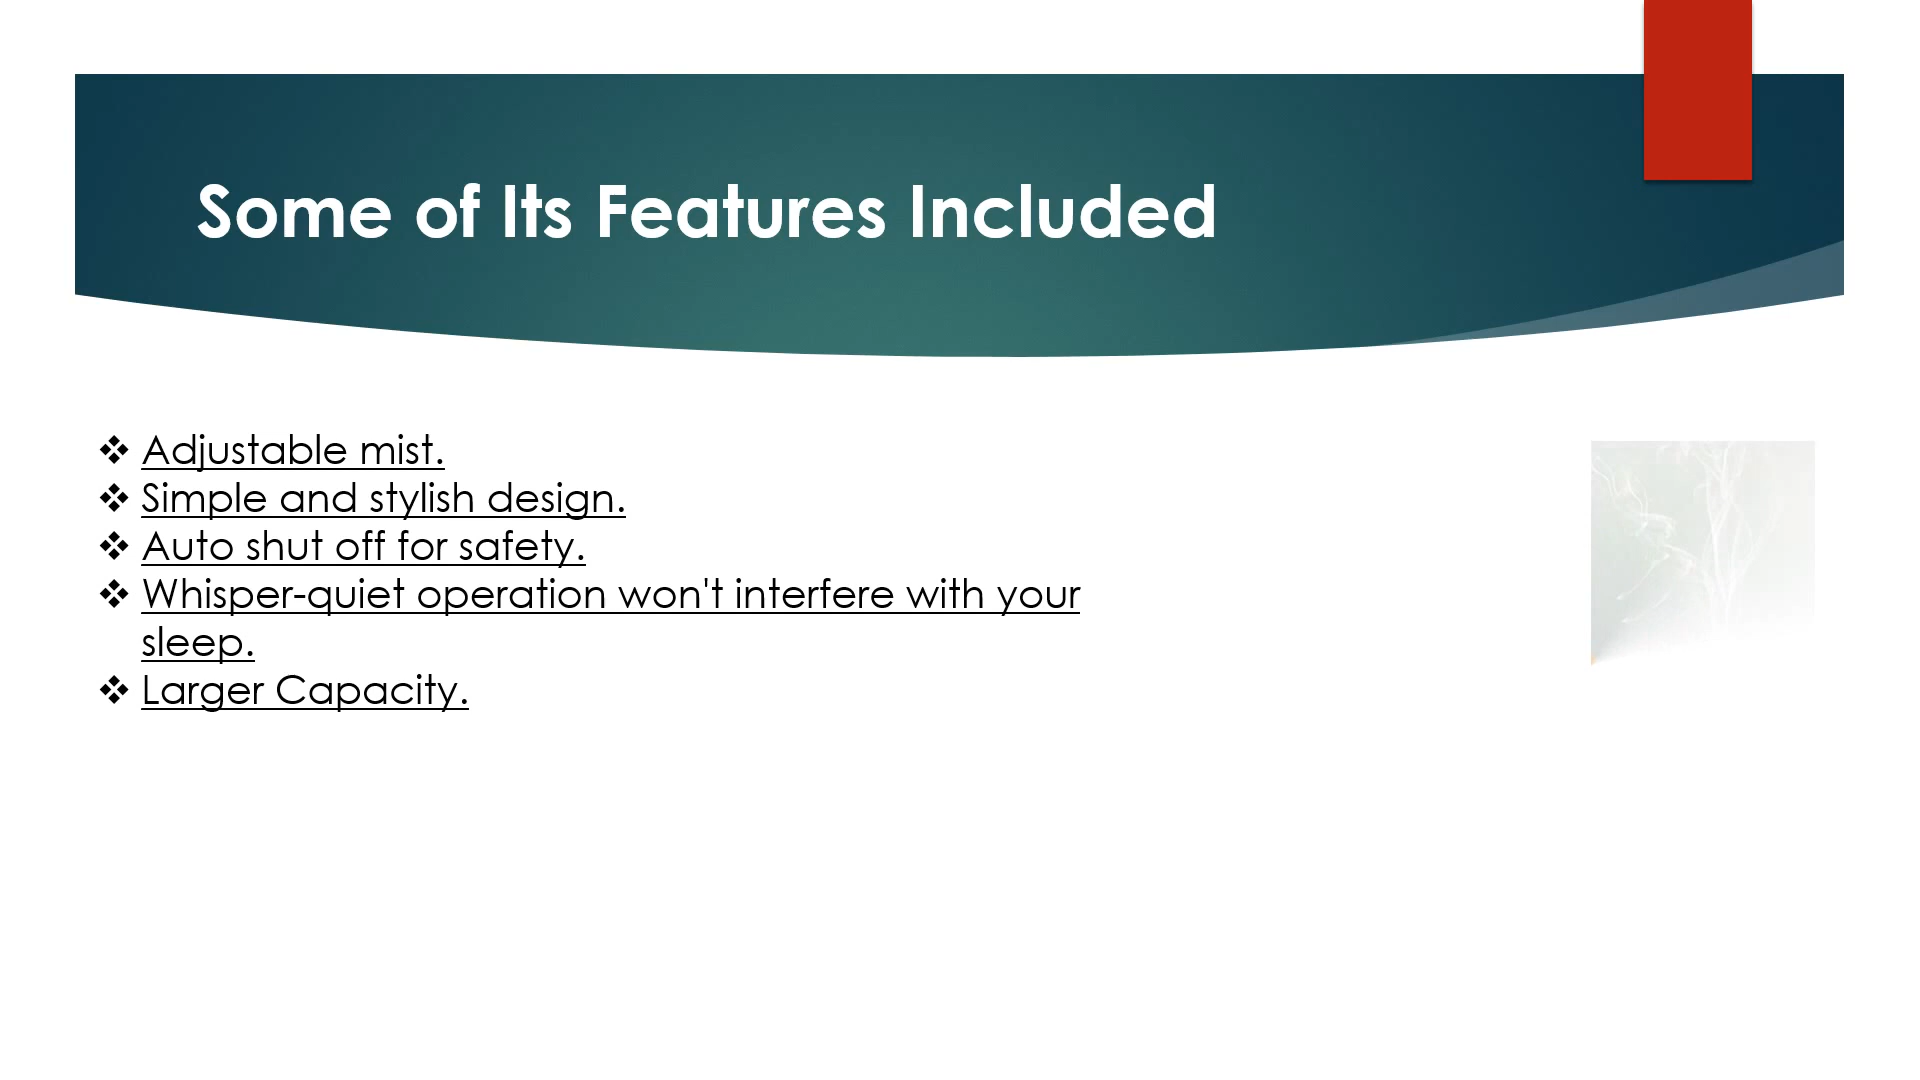 Some of Its Features Included
❖ Adjustable mist.
❖ Simple and stylish design.
❖ Auto shut off for safety.
❖ Whisper-quiet operation won't interfere with your
sleep.
❖ Larger Capacity.